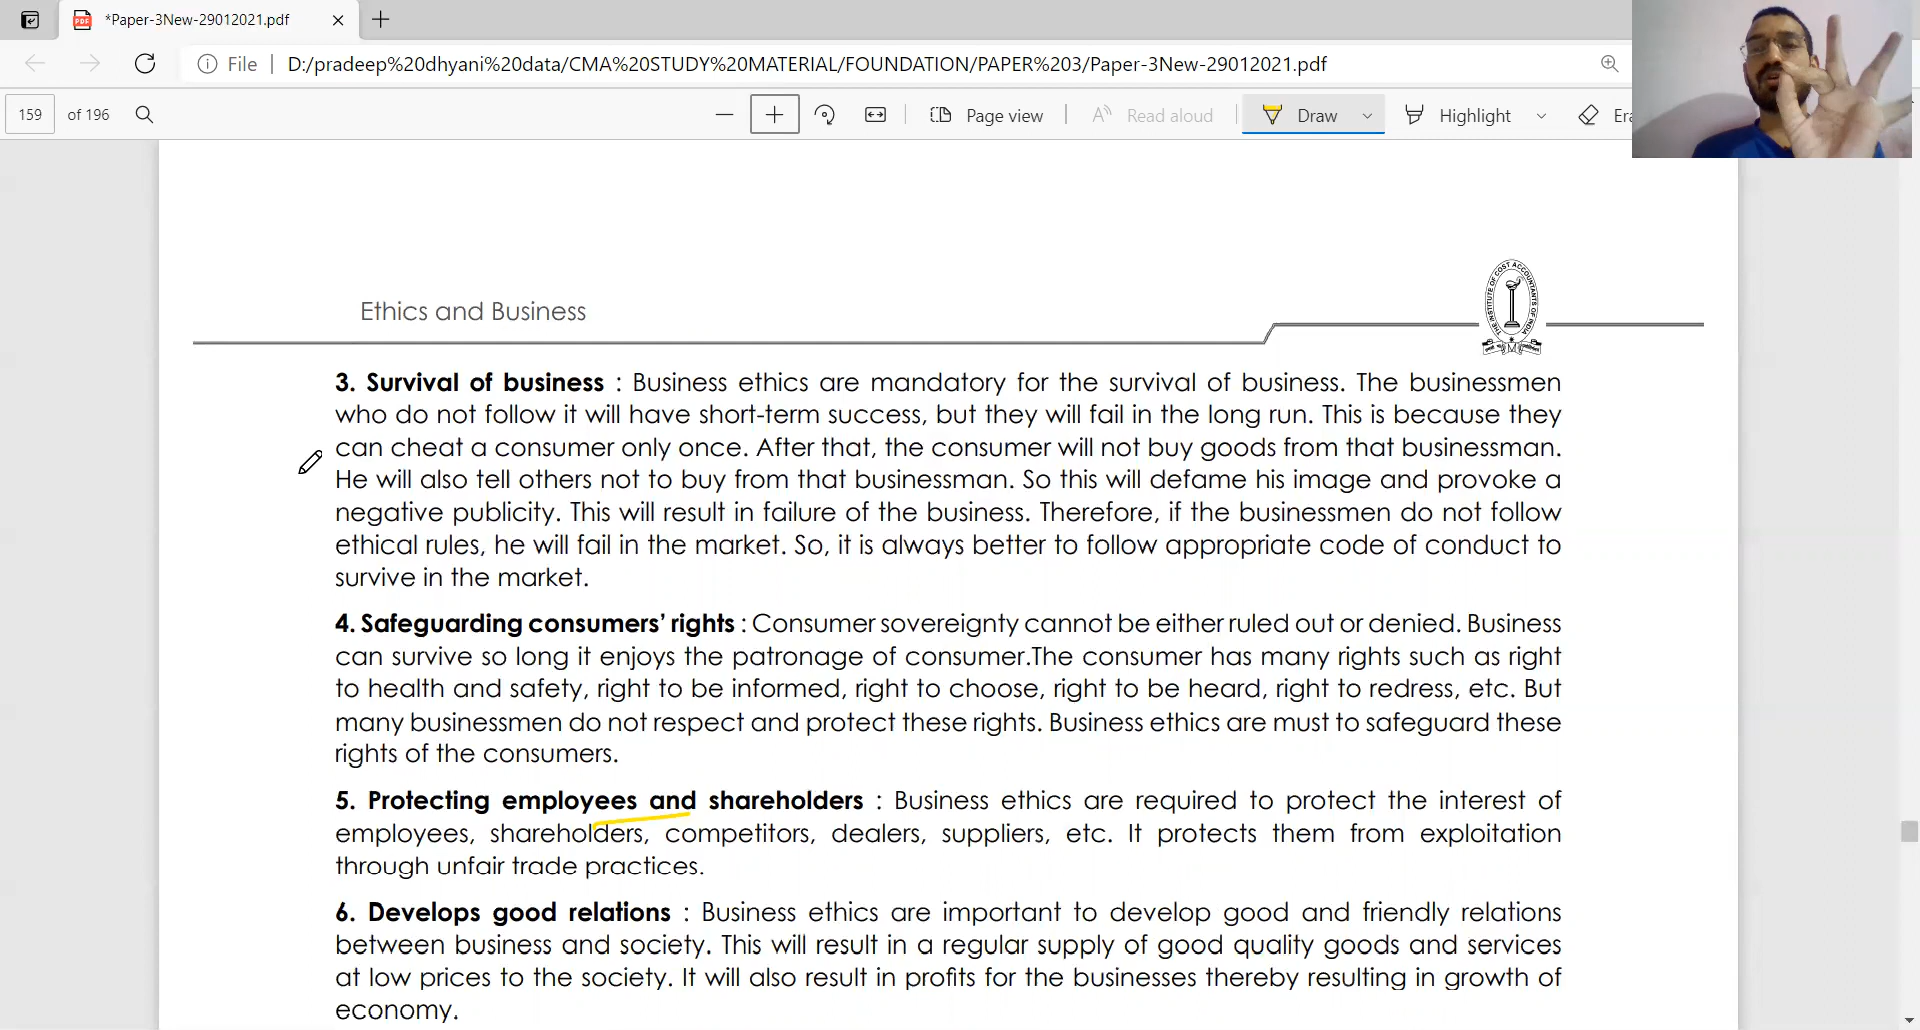 *Paper-3New-29012021.pdf
File D:/pradeep%20dhyani%20data/CMA%20STUDY%20MATERIAL/FOUNDATION/PAPER%203/Paper-3New-29012021.pdf
159 of 196 Page view Read aloud Draw Highlight Era
Ethics and Business
THE INSTITUTE OF COST ACCOUNTANTS OF INDIA
3. Survival of business : Business ethics are mandatory for the survival of business. The businessmen
who do not follow it will have short-term success, but they will fail in the long run. This is because they
can cheat a consumer only once. After that, the consumer will not buy goods from that businessman.
He will also tell others not to buy from that businessman. So this will defame his image and provoke a
negative publicity. This will result in failure of the business. Therefore, if the businessmen do not follow
ethical rules, he will fail in the market. So, it is always better to follow appropriate code of conduct to
survive in the market.
4. Safeguarding consumers’ rights : Consumer sovereignty cannot be either ruled out or denied. Business
can survive so long it enjoys the patronage of consumer.The consumer has many rights such as right
to health and safety, right to be informed, right to choose, right to be heard, right to redress, etc. But
many businessmen do not respect and protect these rights. Business ethics are must to safeguard these
rights of the consumers.
5. Protecting employees and shareholders : Business ethics are required to protect the interest of
employees, shareholders, competitors, dealers, suppliers, etc. It protects them from exploitation
through unfair trade practices.
6. Develops good relations : Business ethics are important to develop good and friendly relations
between business and society. This will result in a regular supply of good quality goods and services
at low prices to the society. It will also result in profits for the businesses thereby resulting in growth of
economy.